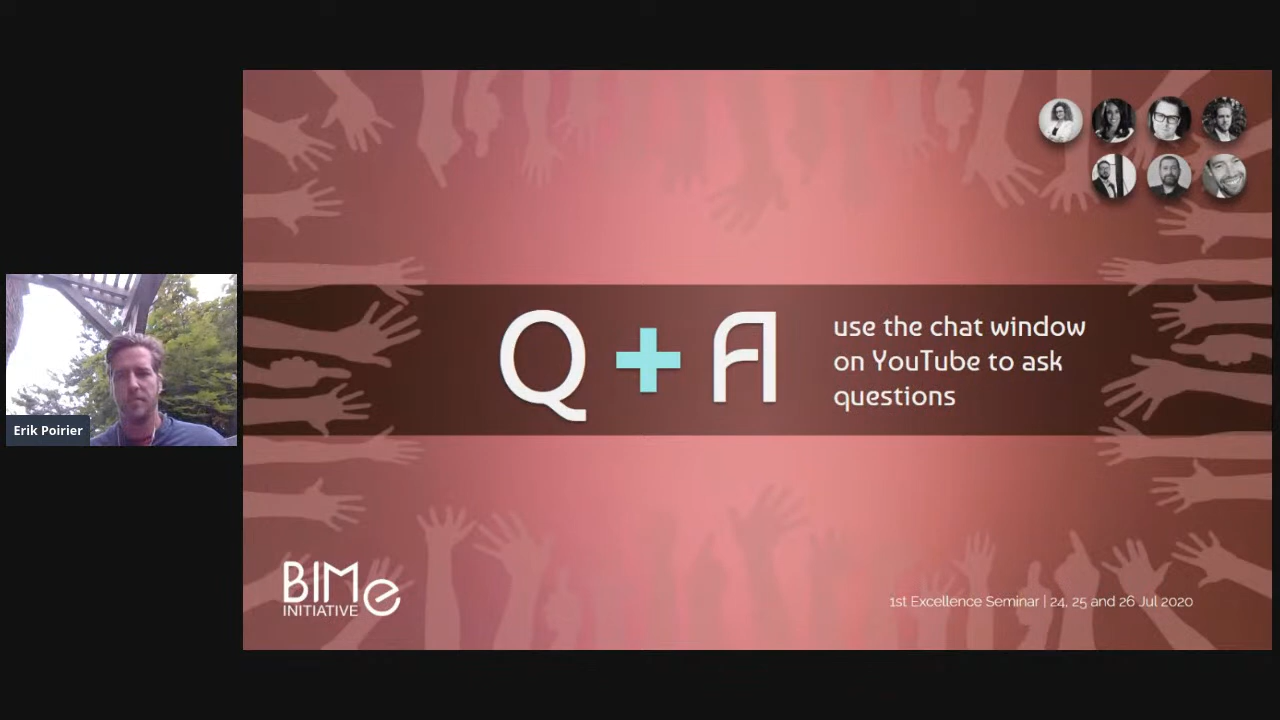 Erik Poirier
Q + A
use the chat window
on YouTube to ask
questions
BIMe
INITIATIVE
1st Excellence Seminar | 24, 25 and 26 Jul 2020